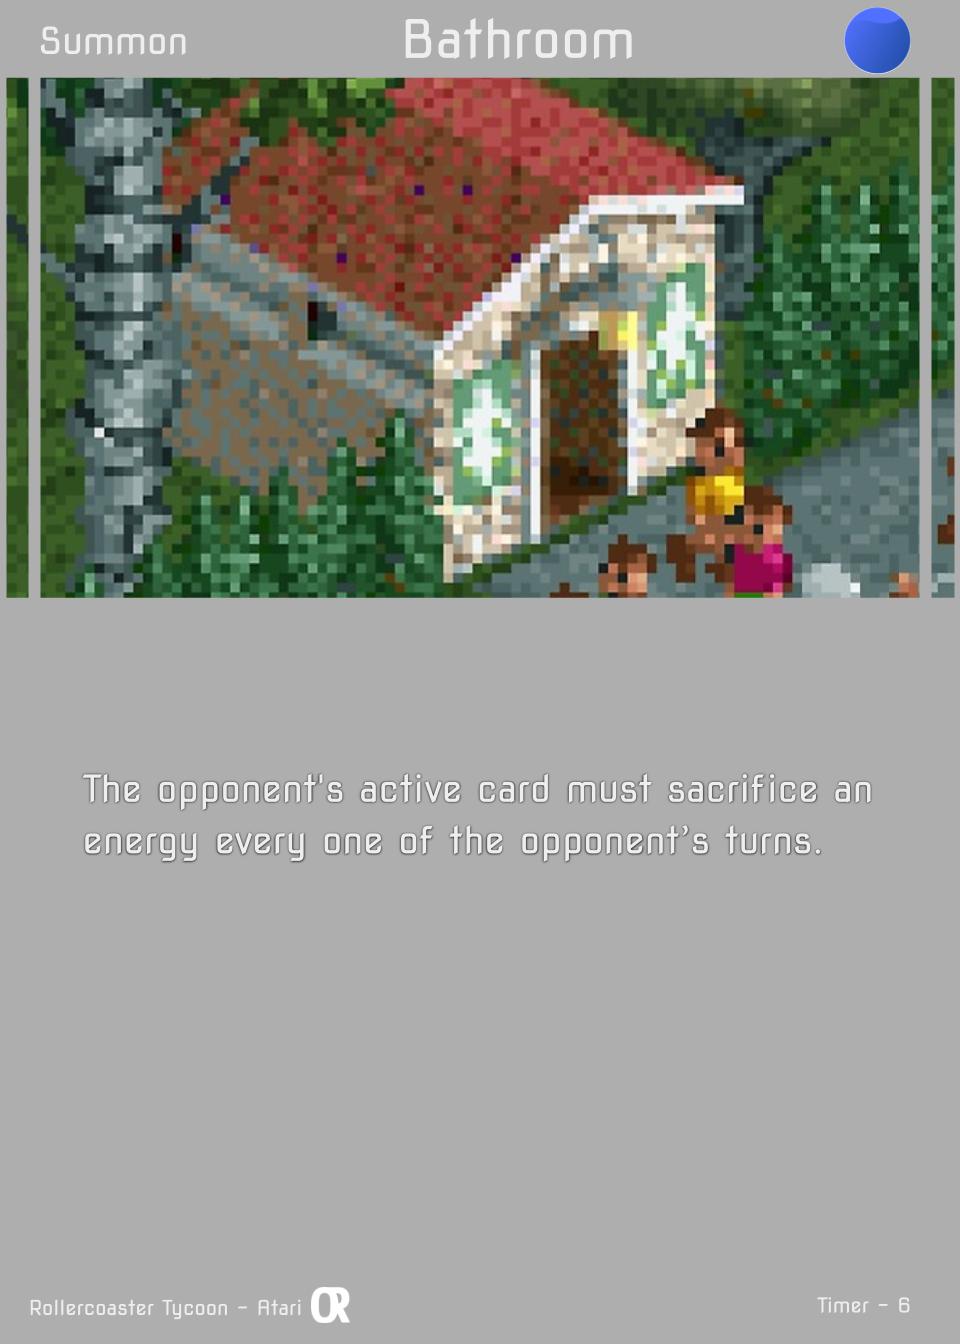 Summon
Bathroom
The opponent's active card must sacrifice an
energy every one of the opponent’s turns.
Rollercoaster Tycoon - Atari OR
Timer - 6